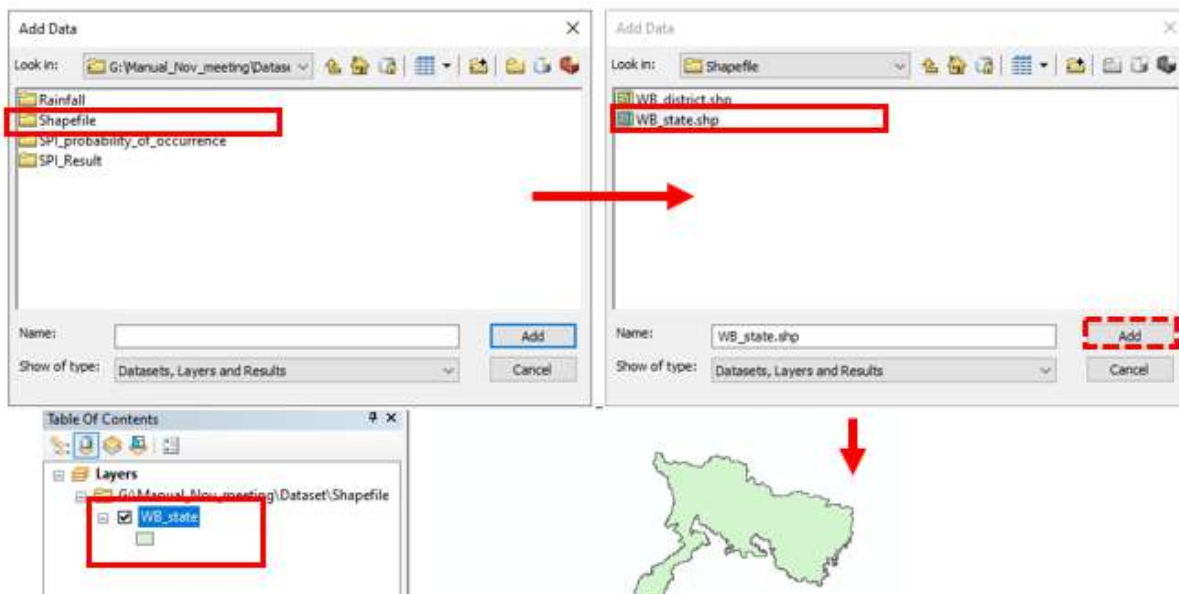 Add Data
Look in: G:\Manual_Nov_meeting\Datase
Rainfall
Shapefile
SPI_probability_of_occurrence
SPI_Result
Name:
Add
Show of type: Datasets, Layers and Results
Cancel
Add Data
Look in: Shapefile
WB_district.shp
WB_state.shp
Name: WB_state.shp
Add
Show of type: Datasets, Layers and Results
Cancel
Table Of Contents
Layers
G:\Manual_Nov_meeting\Dataset\Shapefile
WB_state